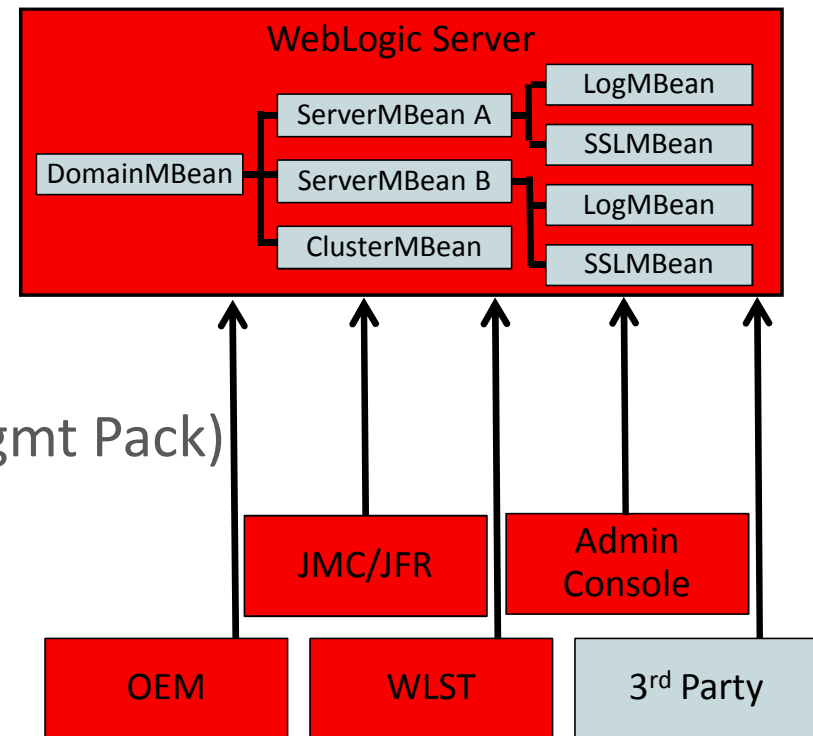 WebLogic Server
LogMBean
ServerMBean A
SSLMBean
DomainMBean
ServerMBean B
LogMBean
ClusterMBean
SSLMBean
gmt Pack)
JMC/JFR
Admin
Console
OEM
WLST
3rd Party